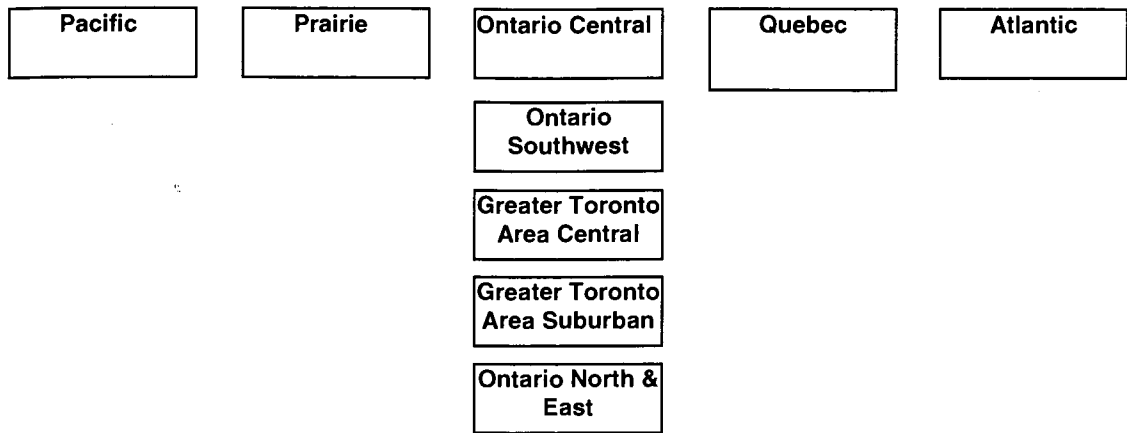 Pacific
Prairie
Ontario Central
Quebec
Atlantic
Ontario
Southwest
Greater Toronto
Area Central
Greater Toronto
Area Suburban
Ontario North &
East